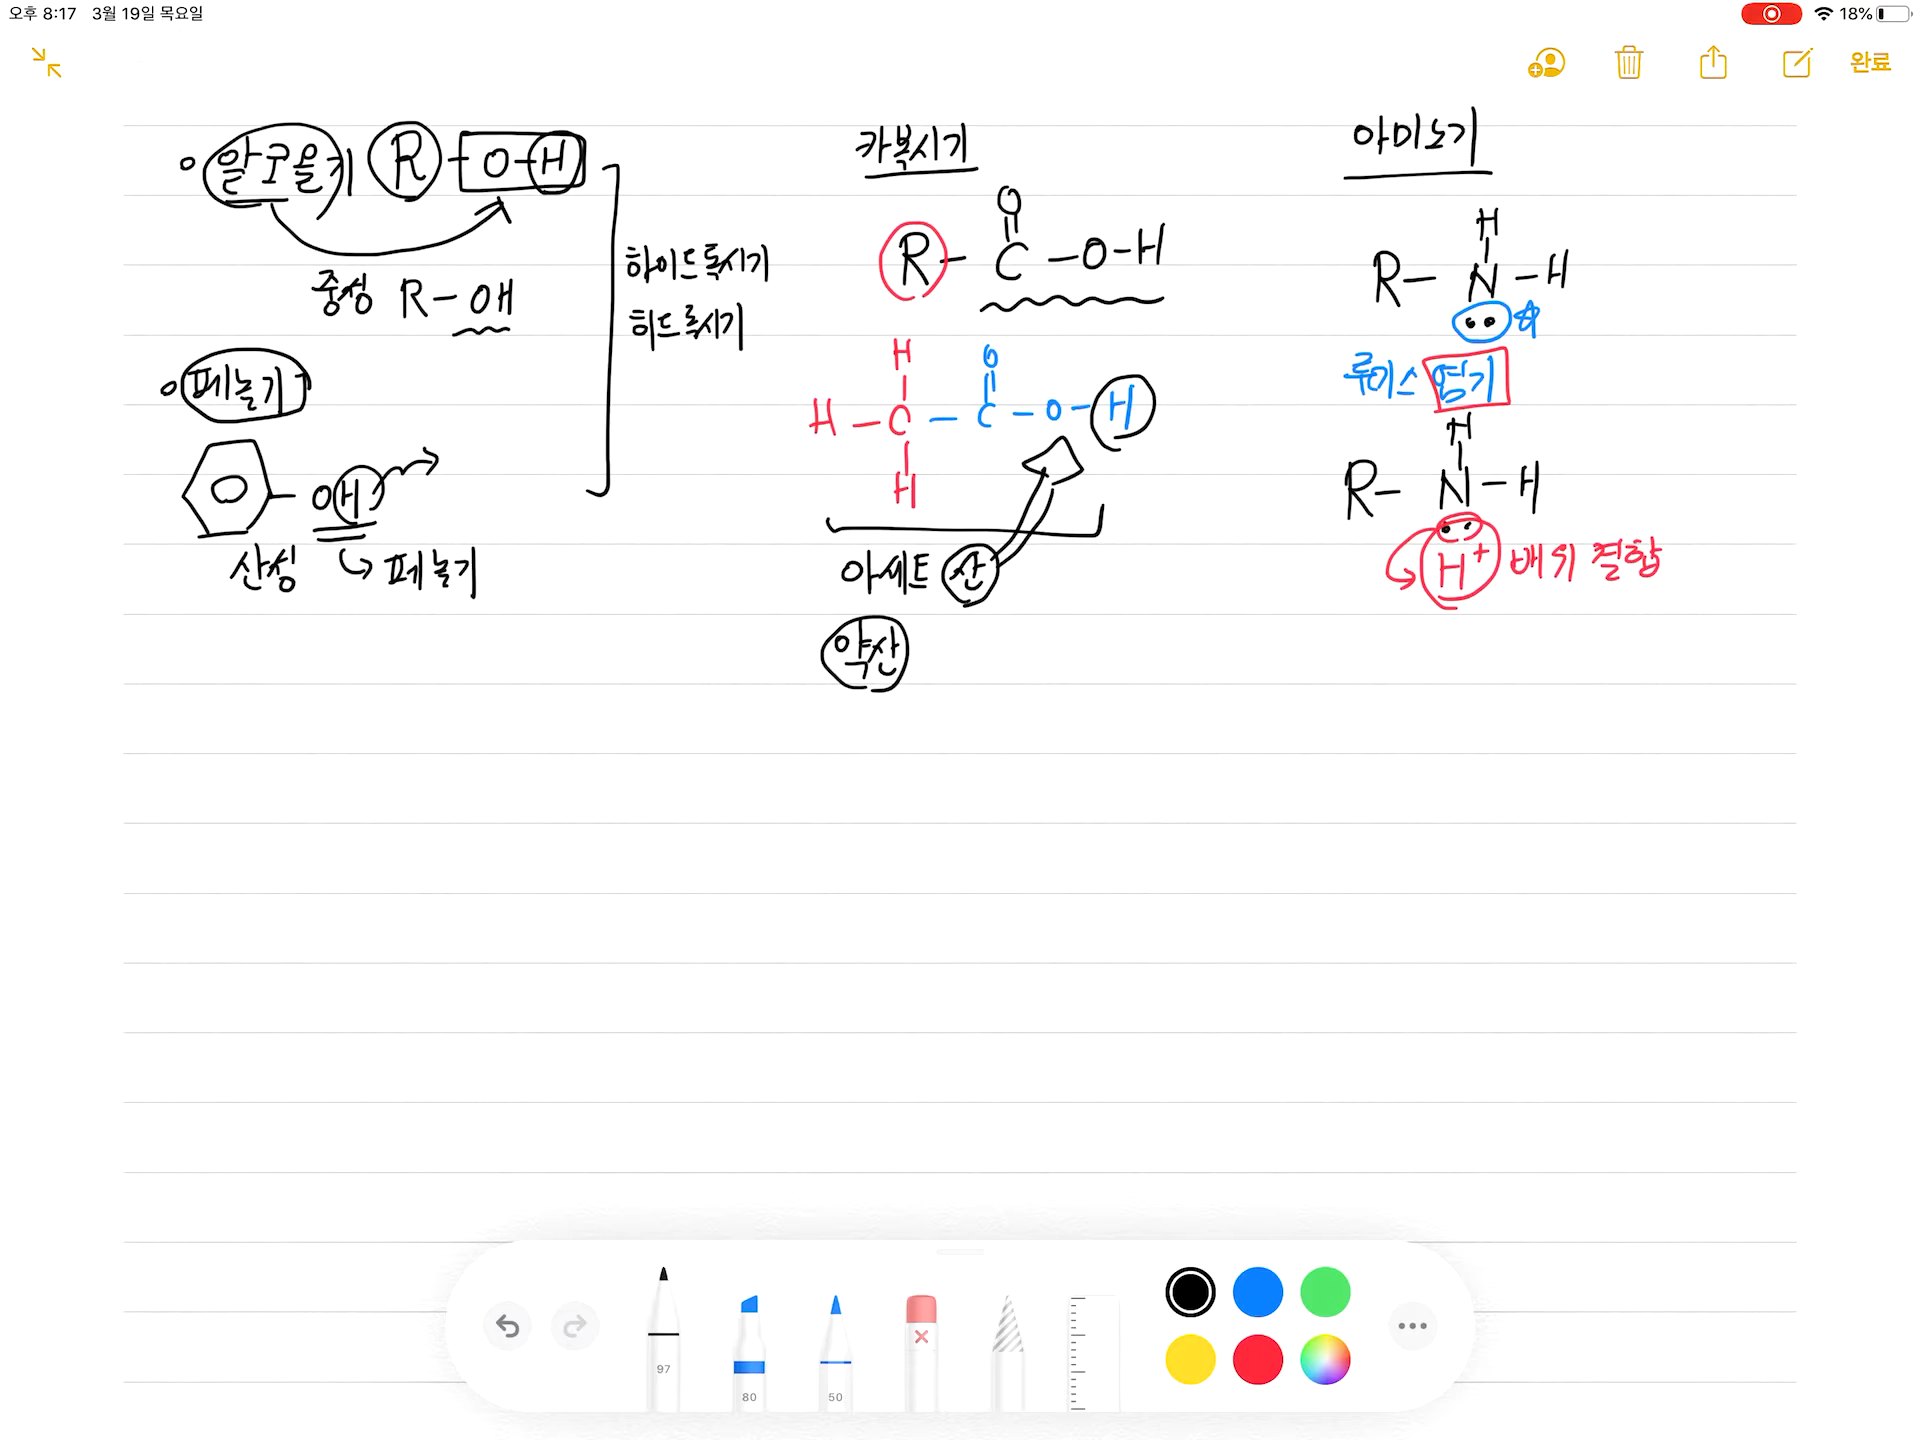 오후 8:17 3월 19일 목요일
18%
완료
알코올기 R-O-H
중성 R-OH
페놀기
OH
산성 페놀기
하이드록시기
히드록시기
카복시기
O
R-C-O-H
H O
H-C-C-O-H
H
아세트산
약산
아미노기
H
R-N-H
루이스 염기
H
R-N-H
H+ 배위 결합
97
80
50